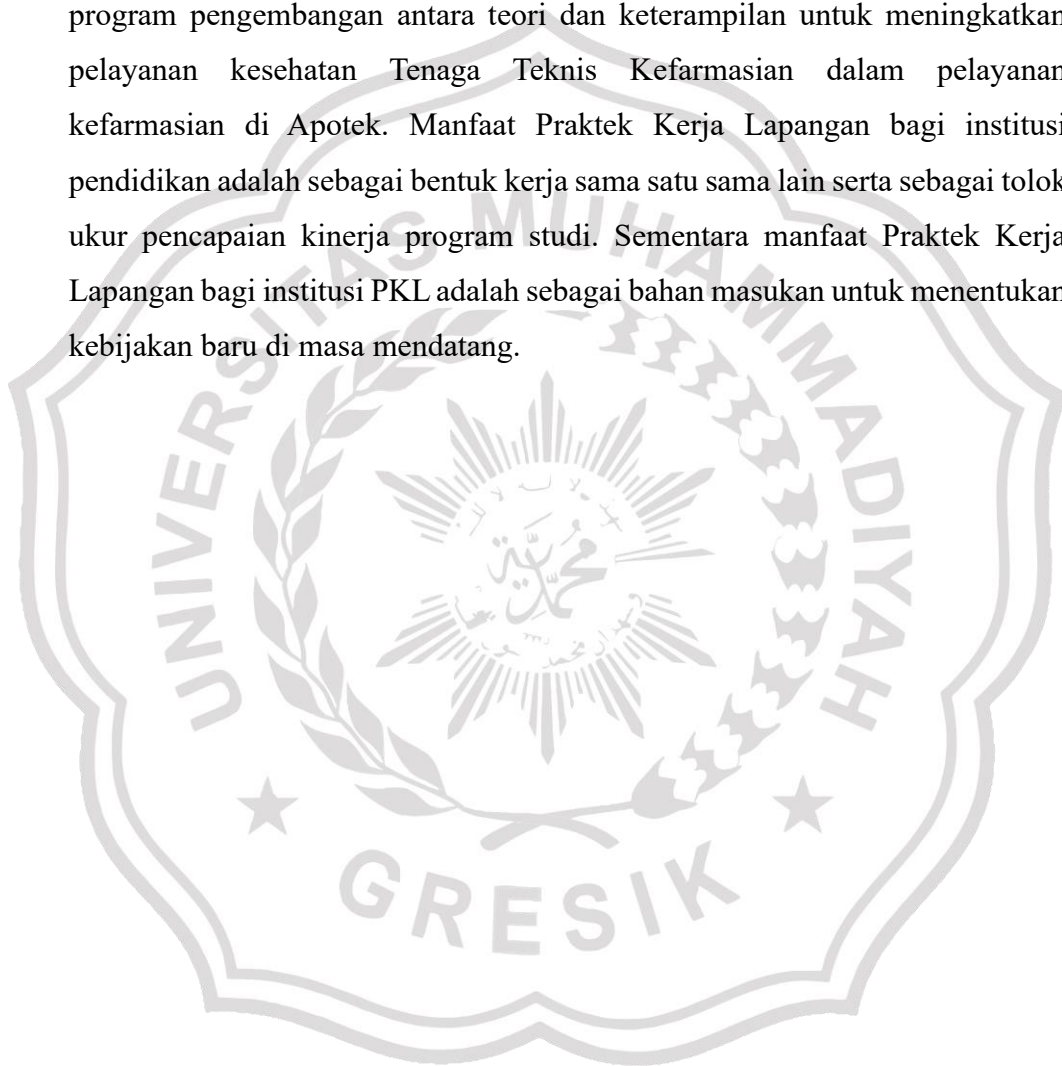 program pengembangan antara teori dan keterampilan untuk meningkatkan
pelayanan kesehatan Tenaga Teknis Kefarmasian dalam pelayanan
kefarmasian di Apotek. Manfaat Praktek Kerja Lapangan bagi institusi
pendidikan adalah sebagai bentuk kerja sama satu sama lain serta sebagai tolok
ukur pencapaian kinerja program studi. Sementara manfaat Praktek Kerja
Lapangan bagi institusi PKL adalah sebagai bahan masukan untuk menentukan
kebijakan baru di masa mendatang.
UNIVERSITAS MUHAMMADIYAH
GRESIK